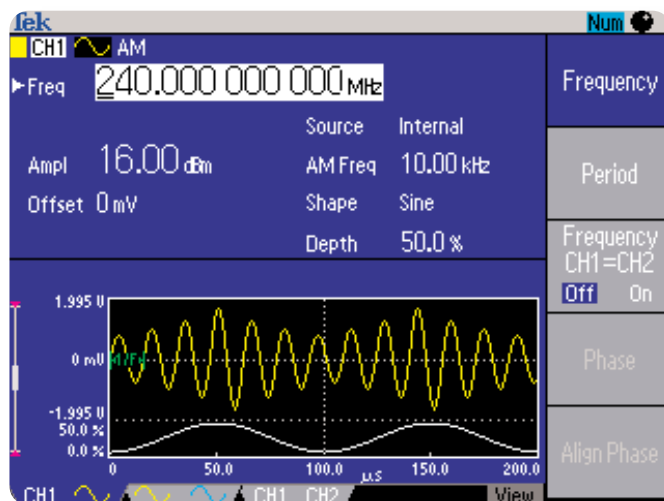 Tek Num
CH1 AM
Freq 240.000 000 000 MHz
Frequency
Source Internal
Ampl 16.00 dBm AM Freq 10.00 kHz
Period
Offset 0 mV Shape Sine
Depth 50.0 %
Frequency
CH1=CH2
Off On
1.995 V
0 mV
Phase
-1.995 V
50.0 %
0.0 %
Align Phase
0 50.0 100.0 µs 150.0 200.0
CH1 CH1 CH2 View